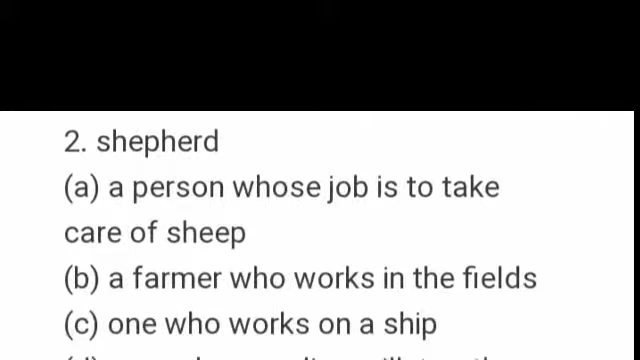 2. shepherd
(a) a person whose job is to take
care of sheep
(b) a farmer who works in the fields
(c) one who works on a ship